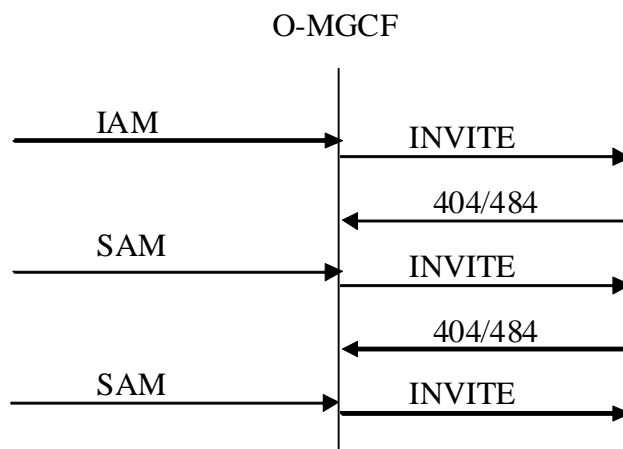 O-MGCF
IAM
INVITE
404/484
SAM
INVITE
404/484
SAM
INVITE